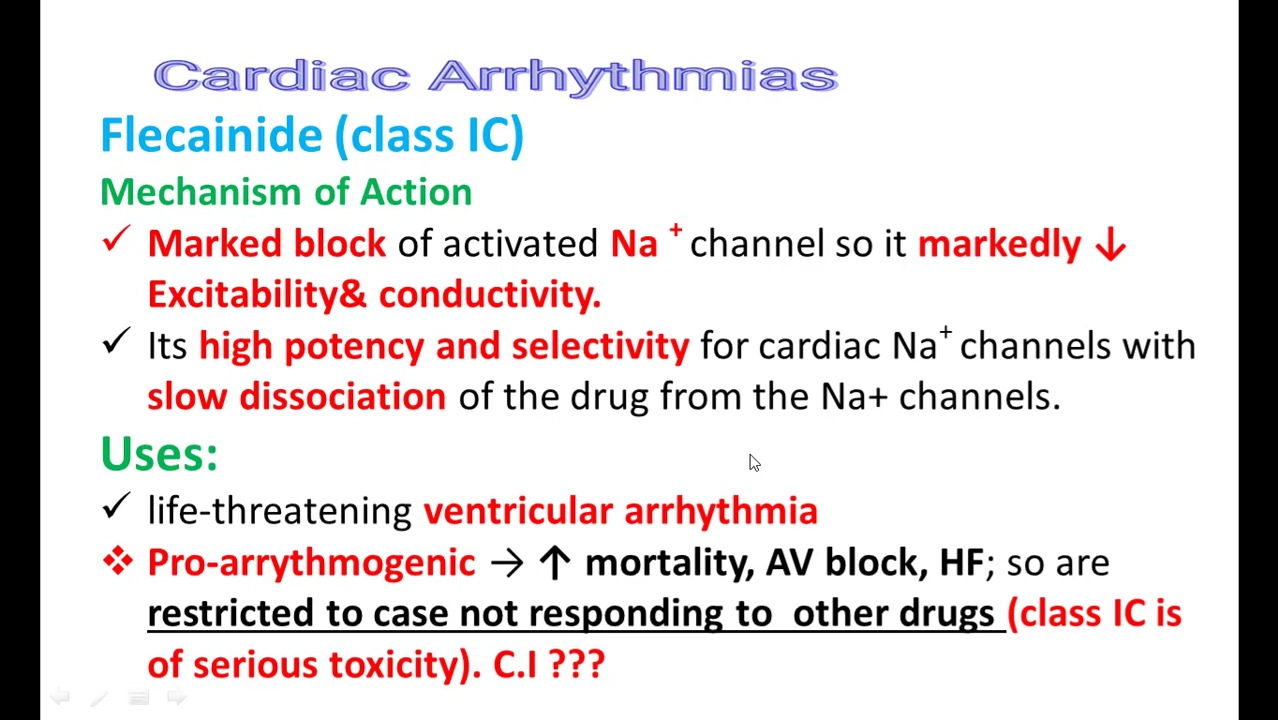 Cardiac Arrhythmias
Flecainide (class IC)
Mechanism of Action
✓ Marked block of activated Na + channel so it markedly ↓
Excitability& conductivity.
✓ Its high potency and selectivity for cardiac Na+ channels with
slow dissociation of the drug from the Na+ channels.
Uses:
✓ life-threatening ventricular arrhythmia
❖ Pro-arrythmogenic → ↑ mortality, AV block, HF; so are
restricted to case not responding to other drugs (class IC is
of serious toxicity). C.I ???